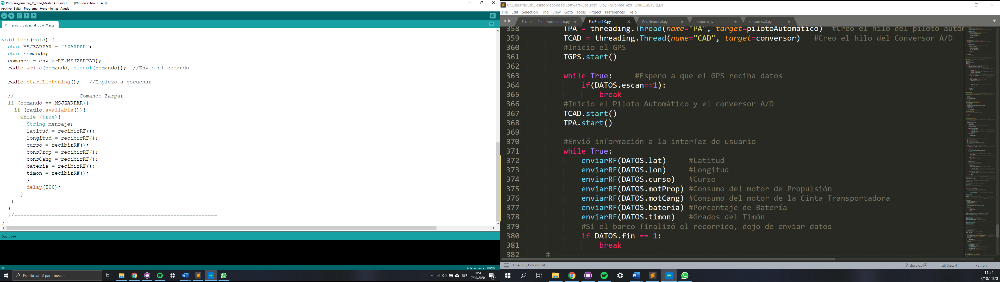 Primeras_pruebas_M_dulo_Master Arduino 1.8.13 (Windows Store 1.8.42.0)
Archivo Editar Programa Herramientas Ayuda
Primeras_pruebas_M_dulo_Master
void loop(void) {
char MSJZARPAR = "!ZARPAR";
char comando;
comando = enviarRF(MSJZARPAR);
radio.write(comando, sizeof(comando)); //Envio el comando
radio.startListening(); //Empiezo a escuchar
//---------------------Comando Zarpar------------------------------
if (comando == MSJZARPAR){
if (radio.available()){
while (true){
String mensaje;
latitud = recibirRF();
longitud = recibirRF();
curso = recibirRF();
consProp = recibirRF();
consCang = recibirRF();
bateria = recibirRF();
timon = recibirRF();
}
delay(500);
}
}
}
//-----------------------------------------------------------------
}
Guardado.
37
Arduino Uno en COM5
Escribe aquí para buscar
ESP
11:54
7/10/2020
1
C:\Users\facud\Desktop\ecoboat\Software\EcoBoat1.0.py - Sublime Text (UNREGISTERED)
File Edit Selection Find View Goto Tools Project Preferences Help
EstructuraPilotoAutomatico.py EcoBoat1.0.py RedNeuronal.py motores.py sensoresUS.py
358 TPA = threading.Thread(name="PA", target=pilotoAutomatico) #Creo el hilo del piloto autom
359 TCAD = threading.Thread(name="CAD", target=conversor) #Creo el hilo del Conversor A/D
360 #Inicio el GPS
361 TGPS.start()
362
363 while True: #Espero a que el GPS reciba datos
364 if(DATOS.escan==1):
365 break
366 #Inicio el Piloto Automático y el conversor A/D
367 TCAD.start()
368 TPA.start()
369
370 #Envió información a la interfaz de usuario
371 while True:
372 enviarRF(DATOS.lat) #Latitud
373 enviarRF(DATOS.lon) #Longitud
374 enviarRF(DATOS.curso) #Curso
375 enviarRF(DATOS.motProp) #Consumo del motor de Propulsión
376 enviarRF(DATOS.motCang) #Consumo del motor de la Cinta Transportadora
377 enviarRF(DATOS.bateria) #Porcentaje de Batería
378 enviarRF(DATOS.timon) #Grados del Timón
379 #Si el barco finalizó el recorrido, dejo de enviar datos
380 if DATOS.fin == 1:
381 break
382 #---------------------------------------------------------------------------------------
Line 385, Column 74
develop 4
Tab Size: 4
Python
11:54
7/10/2020